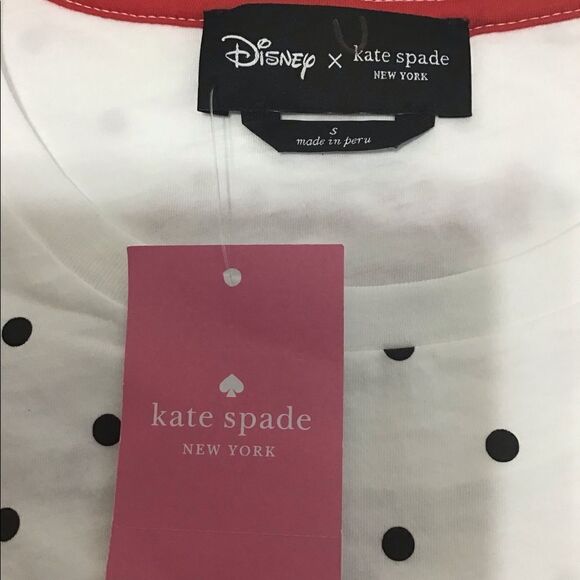 Disney x kate spade
NEW YORK
S
made in peru
kate spade
NEW YORK